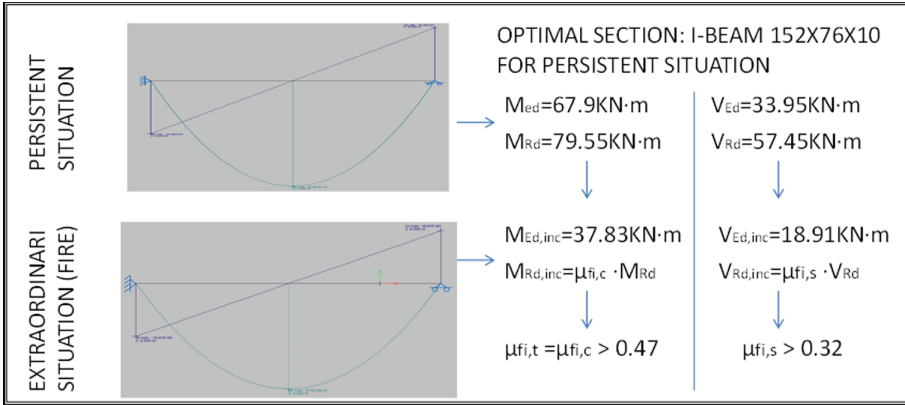 PERSISTENT
SITUATION
OPTIMAL SECTION: I-BEAM 152X76X10
FOR PERSISTENT SITUATION
Med=67.9KN·m
MRd=79.55KN·m
VEd=33.95KN·m
VRd=57.45KN·m
EXTRAORDINARI
SITUATION (FIRE)
MEd,inc=37.83KN·m
MRd,inc=μfi,c ·MRd
VEd,inc=18.91KN·m
VRd,inc=μfi,s ·VRd
μfi,t =μfi,c > 0.47
μfi,s > 0.32